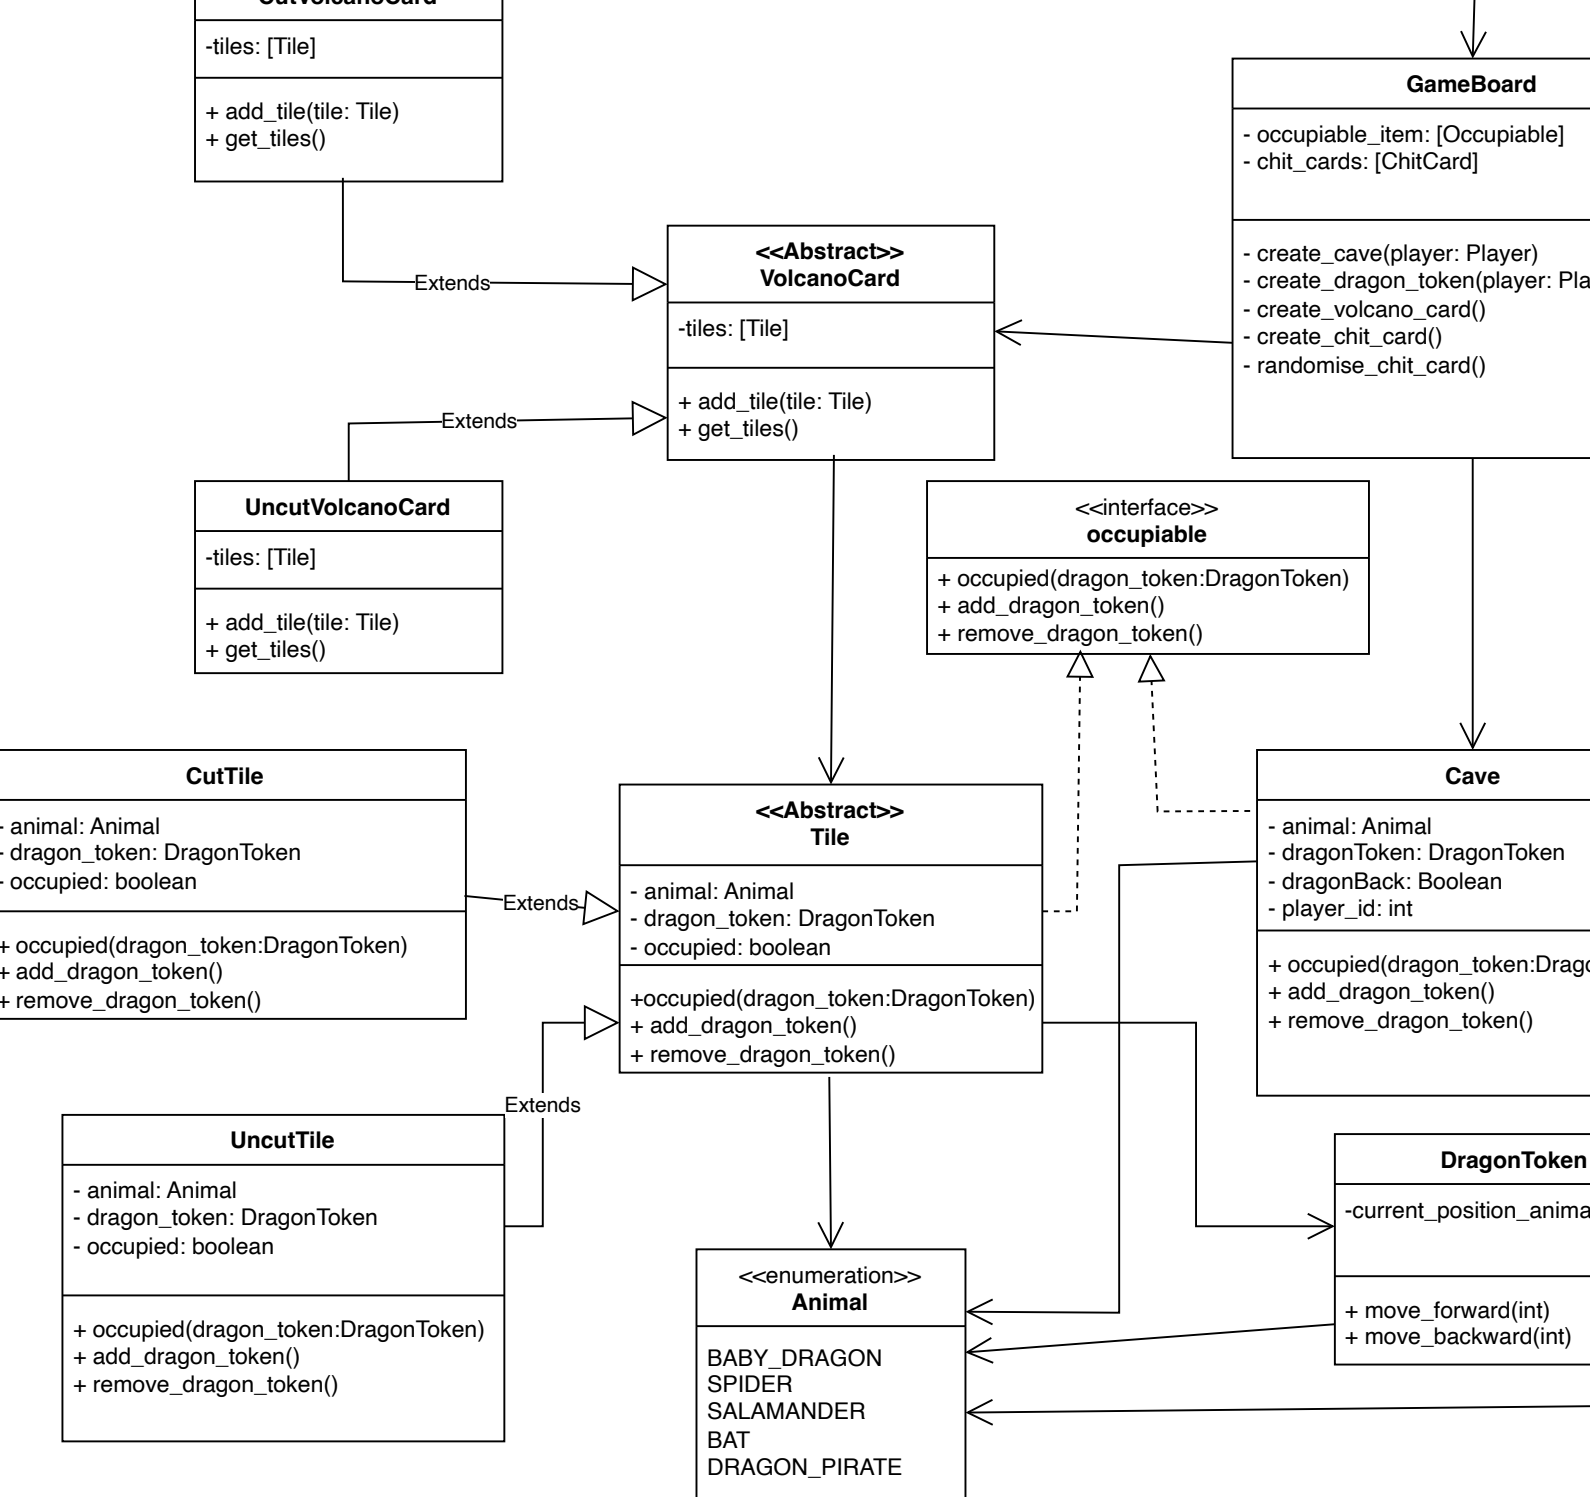 -tiles: [Tile]
+ add_tile(tile: Tile)
+ get_tiles()
Extends
<<Abstract>>
VolcanoCard
-tiles: [Tile]
+ add_tile(tile: Tile)
+ get_tiles()
GameBoard
- occupiable_item: [Occupiable]
- chit_cards: [ChitCard]
- create_cave(player: Player)
- create_dragon_token(player: Pla
- create_volcano_card()
- create_chit_card()
- randomise_chit_card()
Extends
UncutVolcanoCard
-tiles: [Tile]
+ add_tile(tile: Tile)
+ get_tiles()
<<interface>>
occupiable
+ occupied(dragon_token:DragonToken)
+ add_dragon_token()
+ remove_dragon_token()
CutTile
- animal: Animal
- dragon_token: DragonToken
- occupied: boolean
+ occupied(dragon_token:DragonToken)
+ add_dragon_token()
+ remove_dragon_token()
Extends
<<Abstract>>
Tile
- animal: Animal
- dragon_token: DragonToken
- occupied: boolean
+occupied(dragon_token:DragonToken)
+ add_dragon_token()
+ remove_dragon_token()
Cave
- animal: Animal
- dragonToken: DragonToken
- dragonBack: Boolean
- player_id: int
+ occupied(dragon_token:Drago
+ add_dragon_token()
+ remove_dragon_token()
Extends
UncutTile
- animal: Animal
- dragon_token: DragonToken
- occupied: boolean
+ occupied(dragon_token:DragonToken)
+ add_dragon_token()
+ remove_dragon_token()
DragonToken
-current_position_anima
+ move_forward(int)
+ move_backward(int)
<<enumeration>>
Animal
BABY_DRAGON
SPIDER
SALAMANDER
BAT
DRAGON_PIRATE